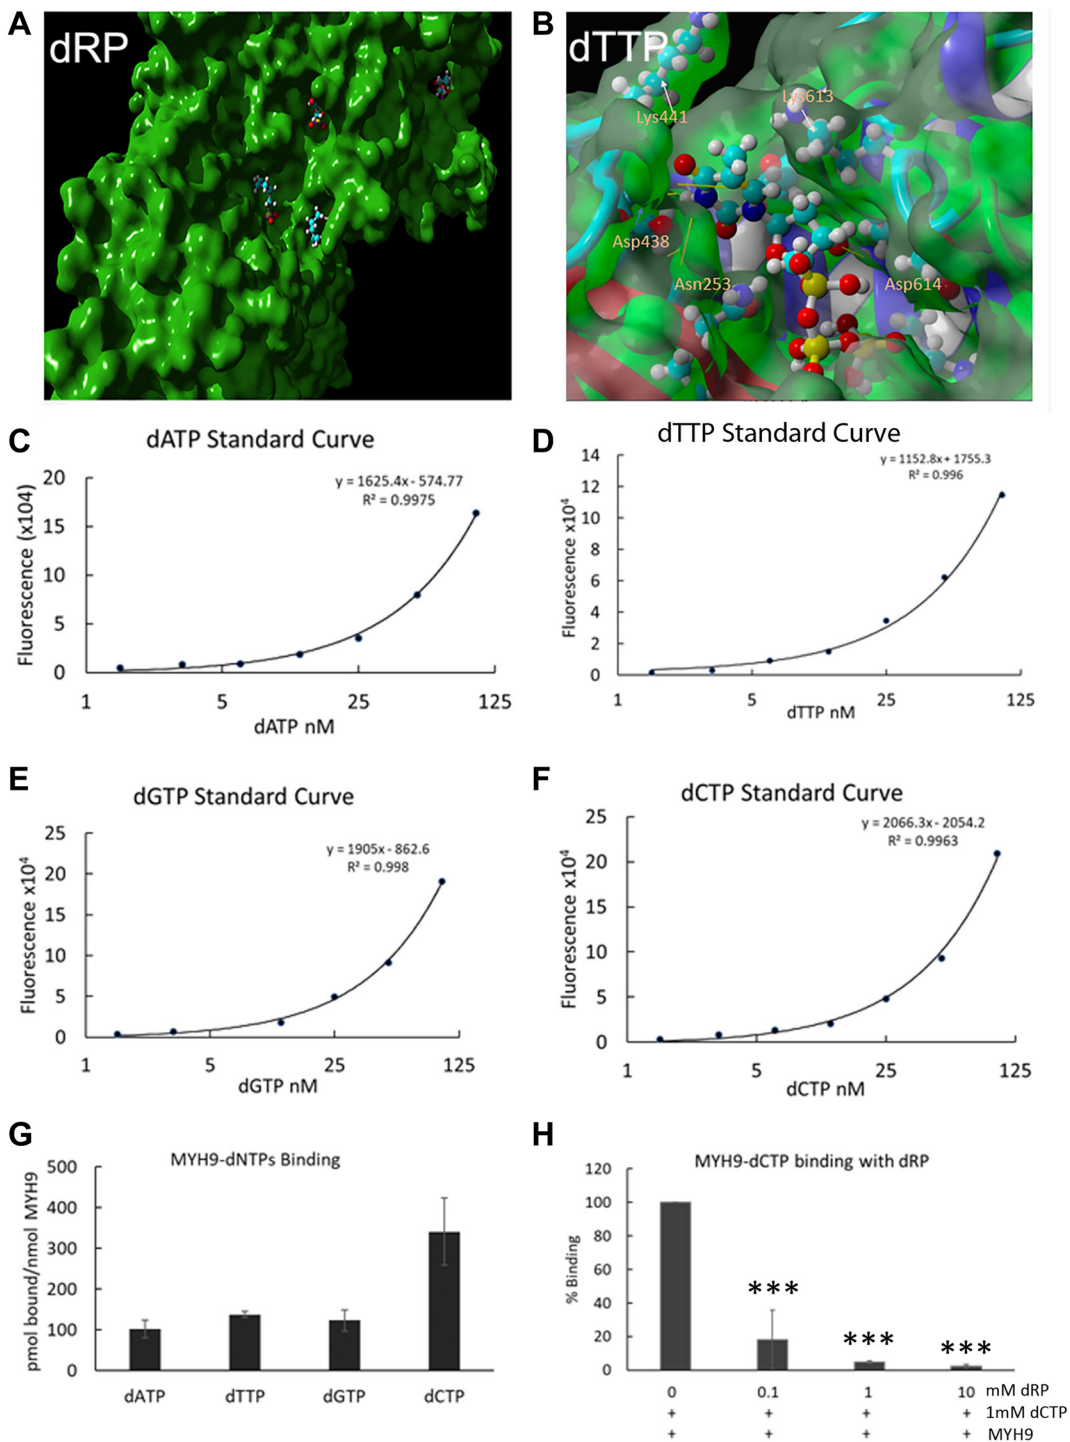 A
dRP
B
dTTP
Lys441
Lys613
Asp438
Asn253
Asp614
C
dATP Standard Curve
y = 1625.4x - 574.77
R² = 0.9975
Fluorescence (x104)
20
15
10
5
0
1 5 25 125
dATP nM
D
dTTP Standard Curve
y = 1152.8x + 1755.3
R² = 0.996
Fluorescence x10⁴
14
12
10
8
6
4
2
0
1 5 25 125
dTTP nM
E
dGTP Standard Curve
y = 1905x - 862.6
R² = 0.998
Fluorescence x10⁴
25
20
15
10
5
0
1 5 25 125
dGTP nM
F
dCTP Standard Curve
y = 2066.3x - 2054.2
R² = 0.9963
Fluorescence x10⁴
25
20
15
10
5
0
1 5 25 125
dCTP nM
G
MYH9-dNTPs Binding
pmol bound/nmol MYH9
500
400
300
200
100
0
dATP dTTP dGTP dCTP
H
MYH9-dCTP binding with dRP
% Binding
120
100
80
60
40
20
0
*** *** ***
0 0.1 1 10 mM dRP
+ + + + 1mM dCTP
+ + + + MYH9